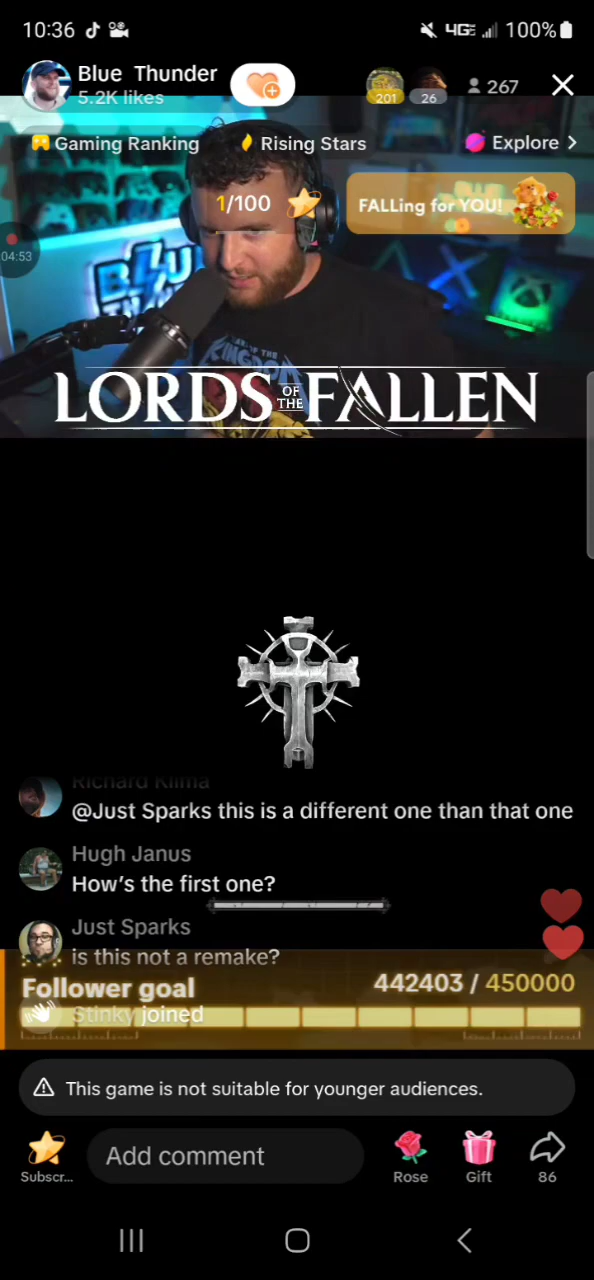 10:36
4GE 100%
Blue Thunder
5.2K likes
201
26
267
Gaming Ranking
Rising Stars
Explore >
1/100
FALLing for YOU!
04:53
LORDS OF THE FALLEN
Richard Klima
@Just Sparks this is a different one than that one
Hugh Janus
How's the first one?
Just Sparks
is this not a remake?
Follower goal
442403 / 450000
Stinky joined
This game is not suitable for younger audiences.
Subscr...
Add comment
Rose
Gift
86